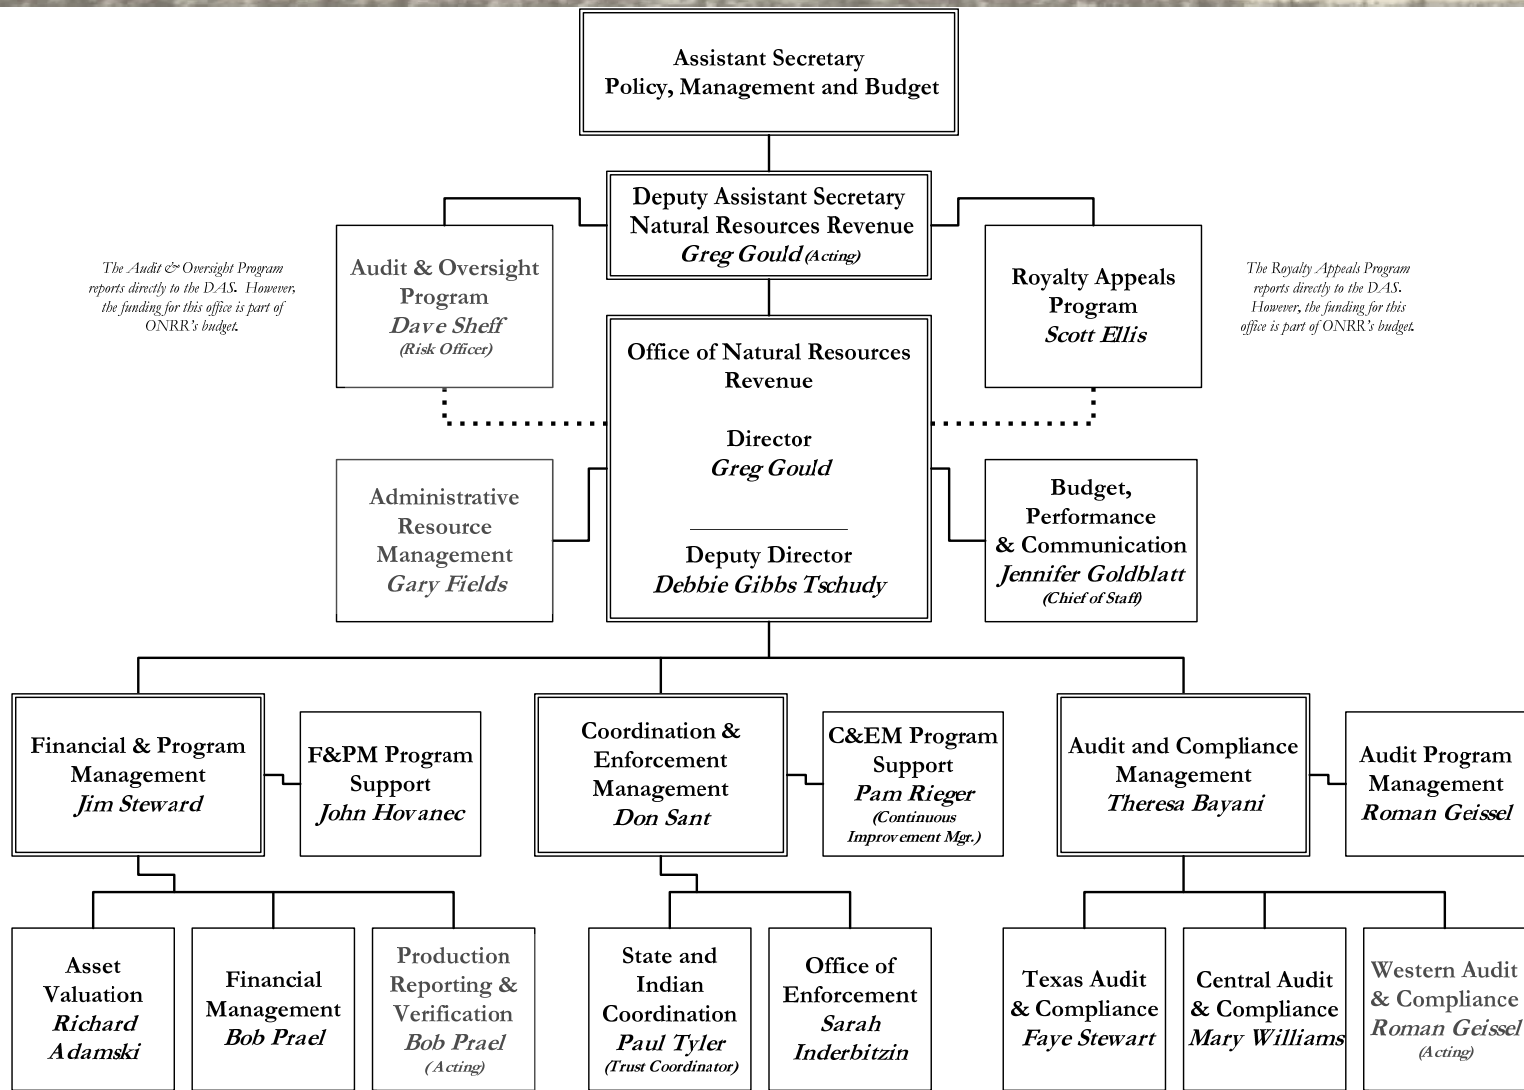 Assistant Secretary
Policy, Management and Budget
Deputy Assistant Secretary
Natural Resources Revenue
Greg Gould (Acting)
The Audit & Oversight Program
reports directly to the DAS. However,
the funding for this office is part of
ONRR's budget.
Audit & Oversight
Program
Dave Sheff
(Risk Officer)
Royalty Appeals
Program
Scott Ellis
The Royalty Appeals Program
reports directly to the DAS.
However, the funding for this
office is part of ONRR's budget.
Office of Natural Resources
Revenue
Director
Greg Gould
Deputy Director
Debbie Gibbs Tschudy
Administrative
Resource
Management
Gary Fields
Budget,
Performance
& Communication
Jennifer Goldblatt
(Chief of Staff)
Financial & Program
Management
Jim Steward
F&PM Program
Support
John Hovanec
Coordination &
Enforcement
Management
Don Sant
C&EM Program
Support
Pam Rieger
(Continuous
Improvement Mgr.)
Audit and Compliance
Management
Theresa Bayani
Audit Program
Management
Roman Geissel
Asset
Valuation
Richard
Adamski
Financial
Management
Bob Prael
Production
Reporting &
Verification
Bob Prael
(Acting)
State and
Indian
Coordination
Paul Tyler
(Trust Coordinator)
Office of
Enforcement
Sarah
Inderbitzin
Texas Audit
& Compliance
Faye Stewart
Central Audit
& Compliance
Mary Williams
Western Audit
& Compliance
Roman Geissel
(Acting)